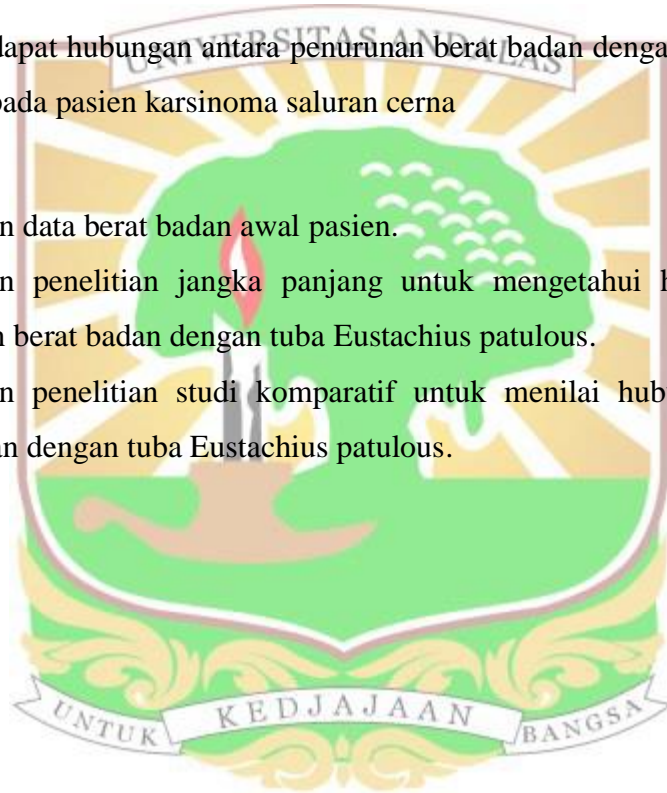 dapat hubungan antara penurunan berat badan
UNIVERSITAS ANDALAS
pada pasien karsinoma saluran cerna
n data berat badan awal pasien.
n penelitian jangka panjang untuk mengetahui
n berat badan dengan tuba Eustachius patulous.
n penelitian studi komparatif untuk menilai
an dengan tuba Eustachius patulous.
UNTUK KEDJAJAAN BANGSA